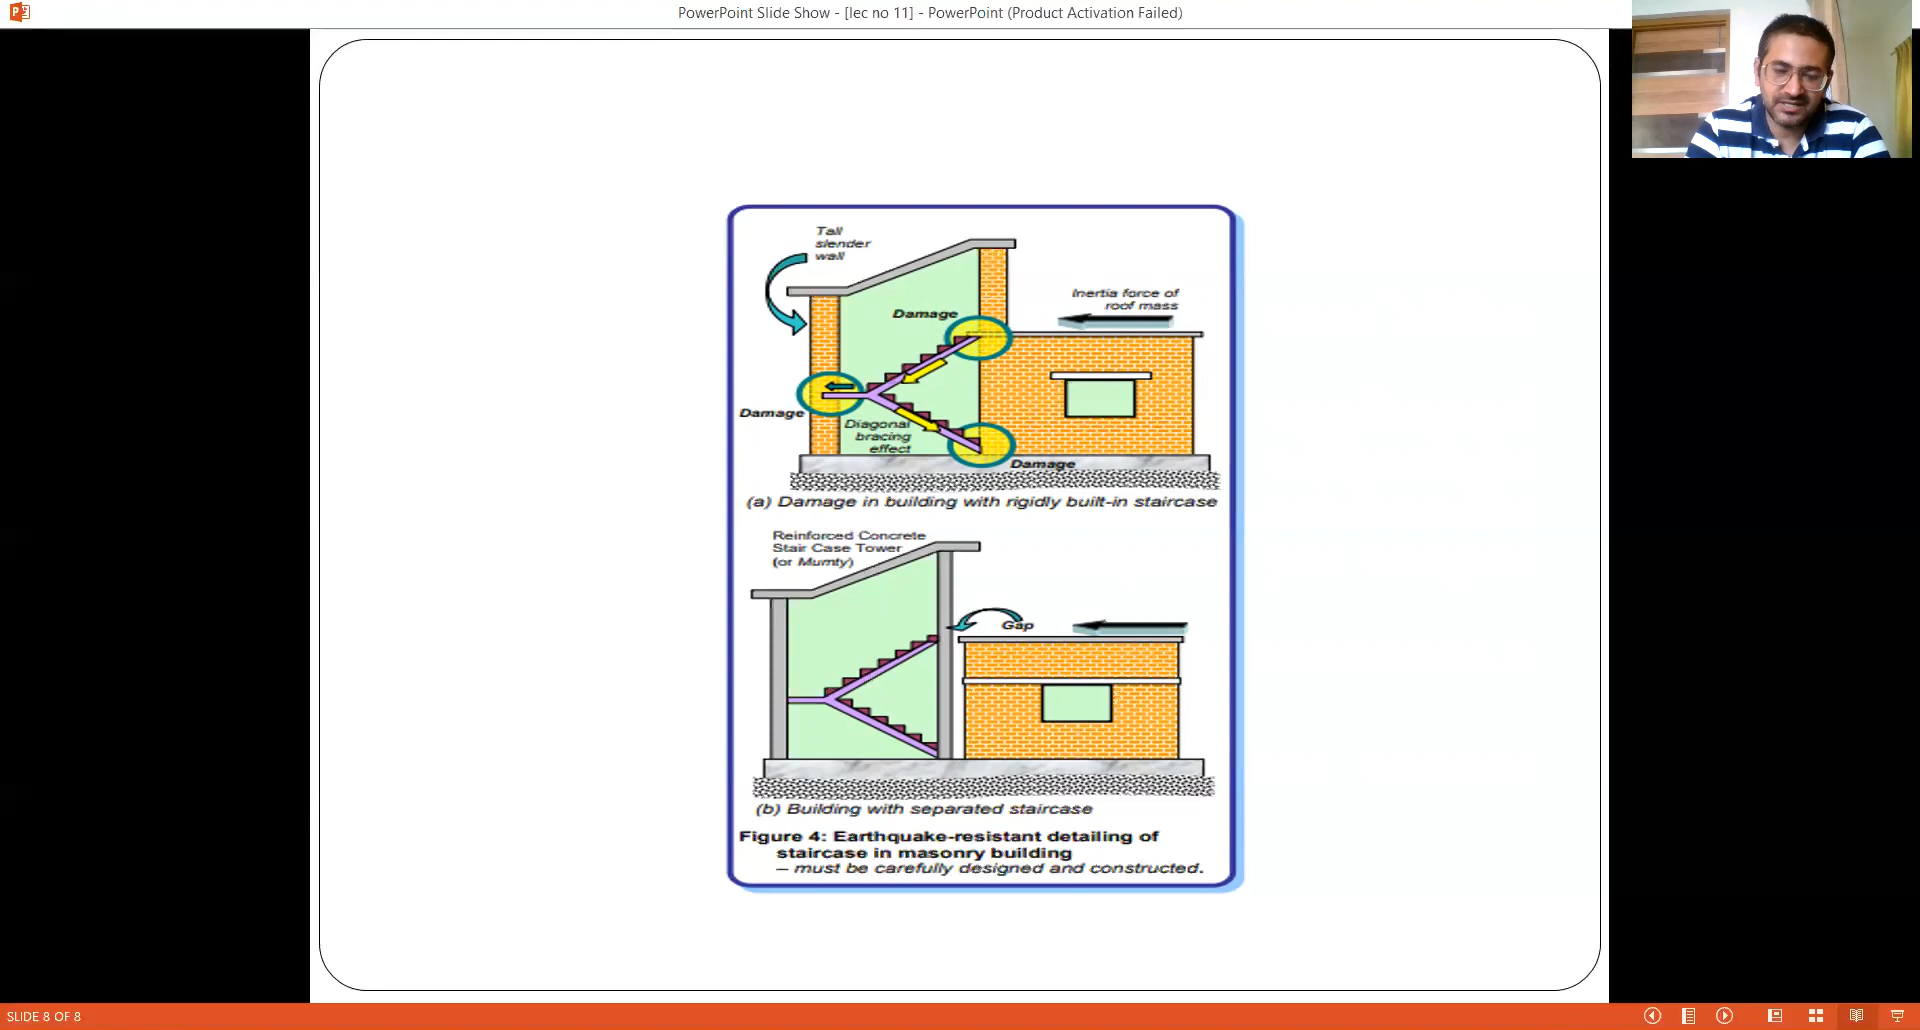 PowerPoint Slide Show - [lec no 11] - PowerPoint (Product Activation Failed)
Tall
slender
wall
Inertia force of
roof mass
Damage
Damage
Diagonal
bracing
effect
Damage
(a) Damage in building with rigidly built-in staircase
Reinforced Concrete
Stair Case Tower
(or Mumty)
Gap
(b) Building with separated staircase
Figure 4: Earthquake-resistant detailing of
staircase in masonry building
– must be carefully designed and constructed.
SLIDE 8 OF 8